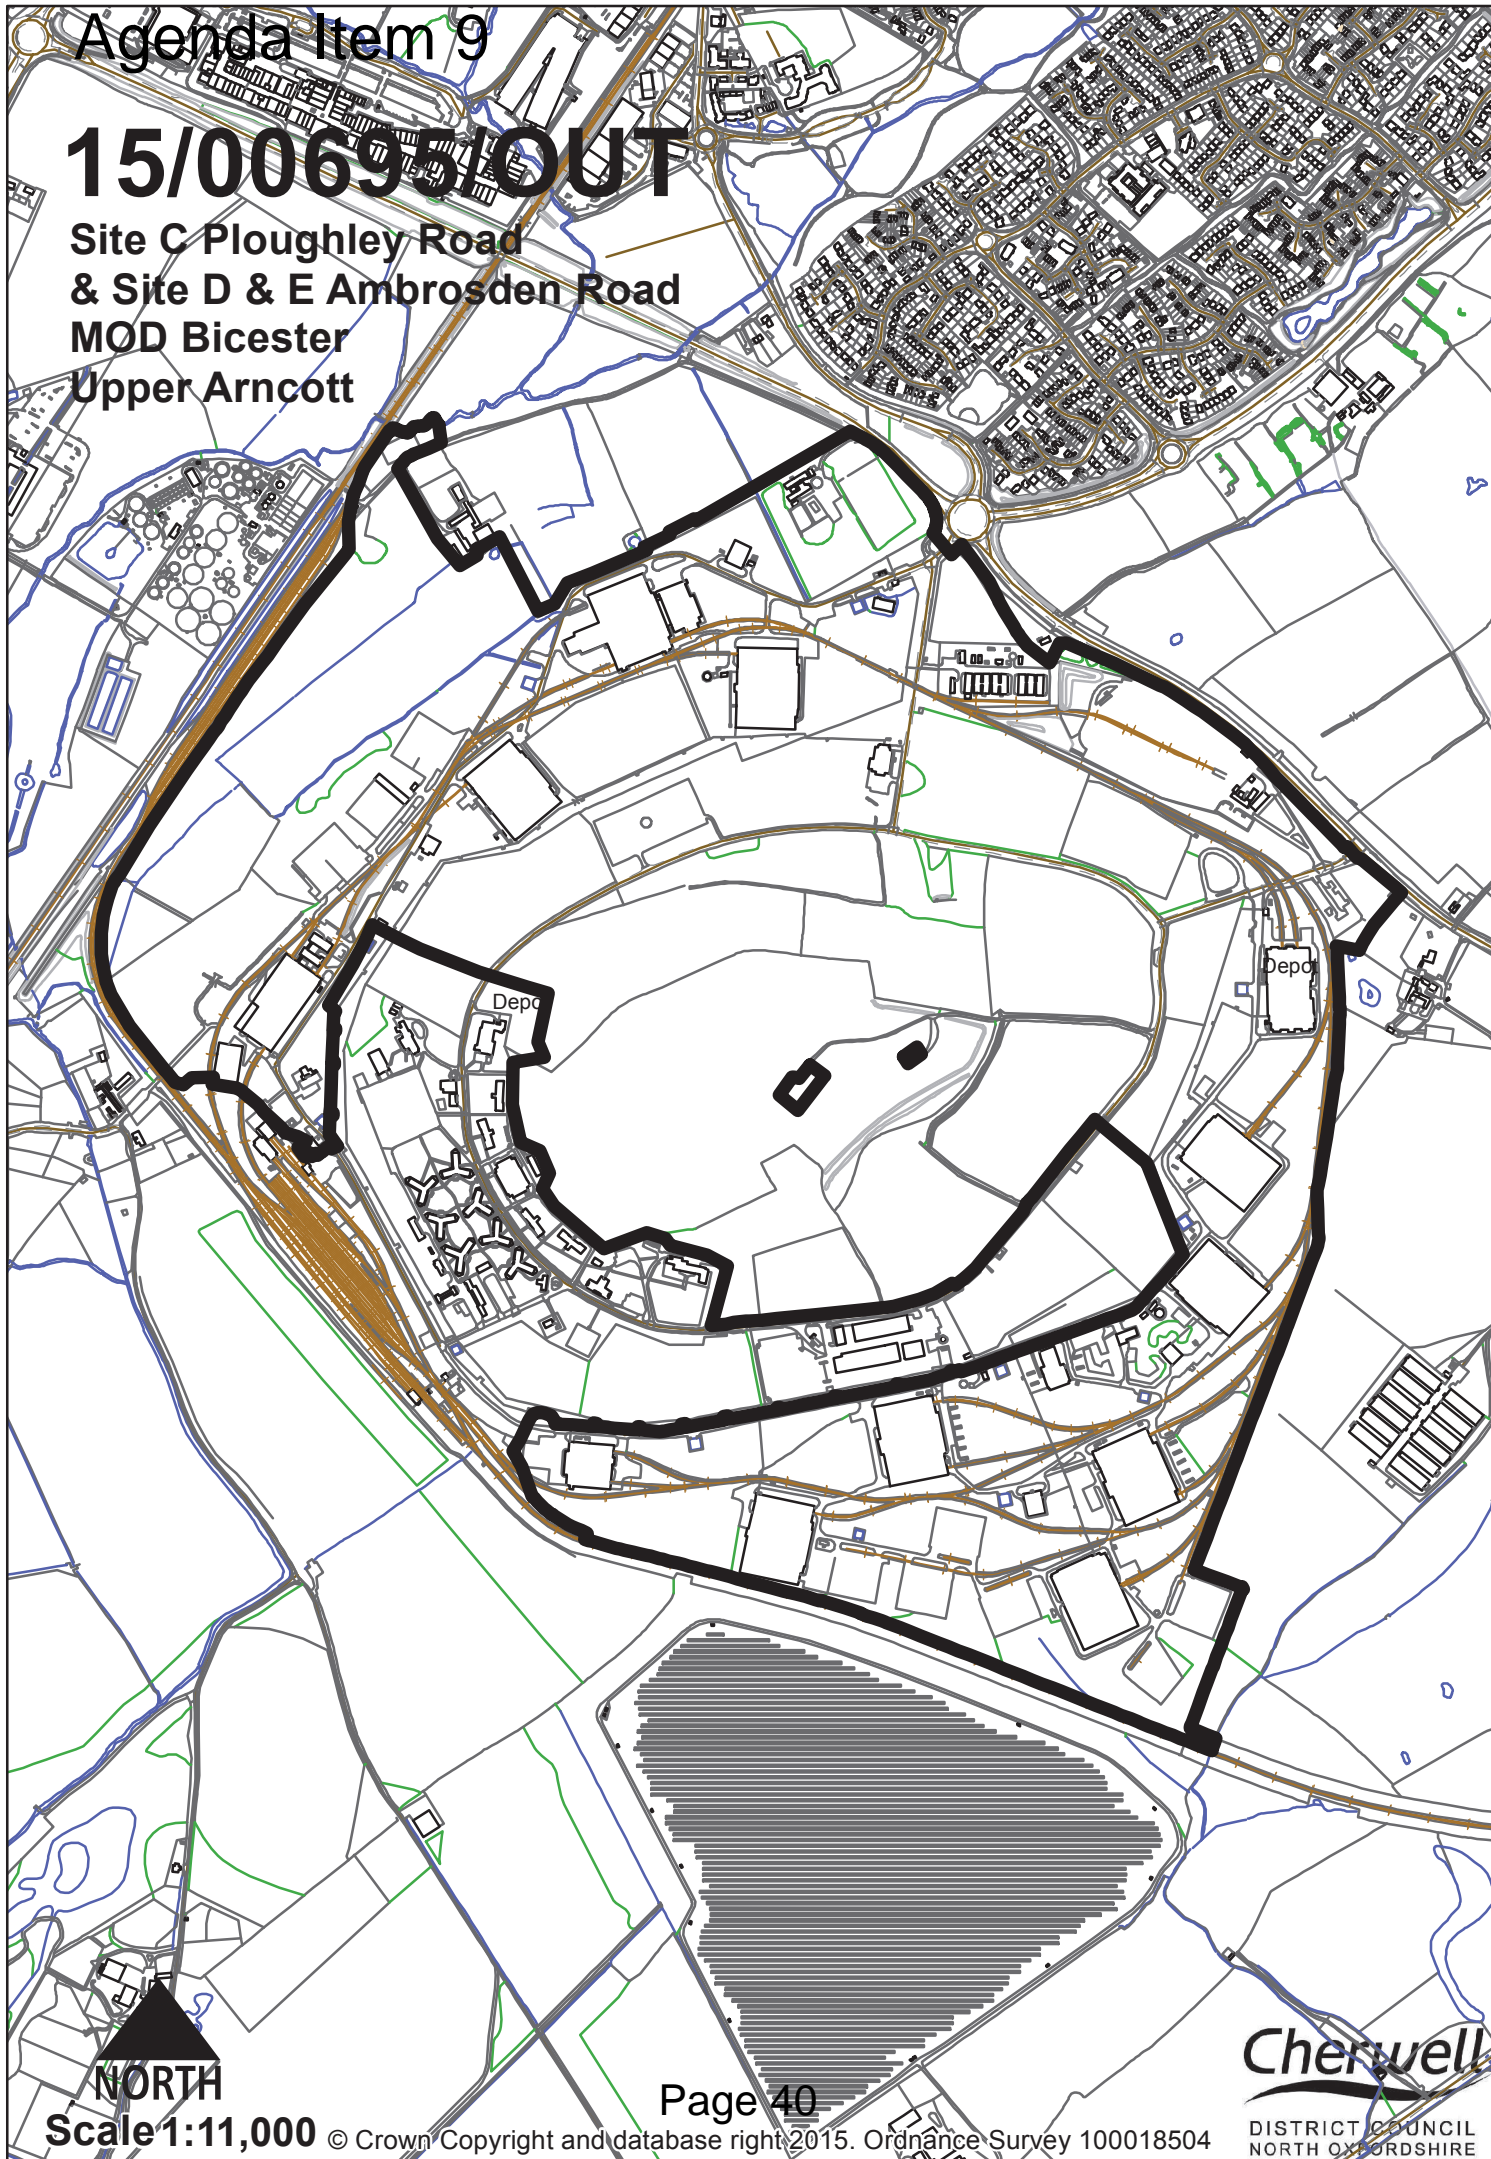 Agenda Item 9
15/00695/OUT
Site C Ploughley Road
& Site D & E Ambrosden Road
MOD Bicester
Upper Arncott
Depot
Depot
NORTH
Scale 1:11,000
Page 40
© Crown Copyright and database right 2015. Ordnance Survey 100018504
Cherwell
DISTRICT COUNCIL
NORTH OXFORDSHIRE